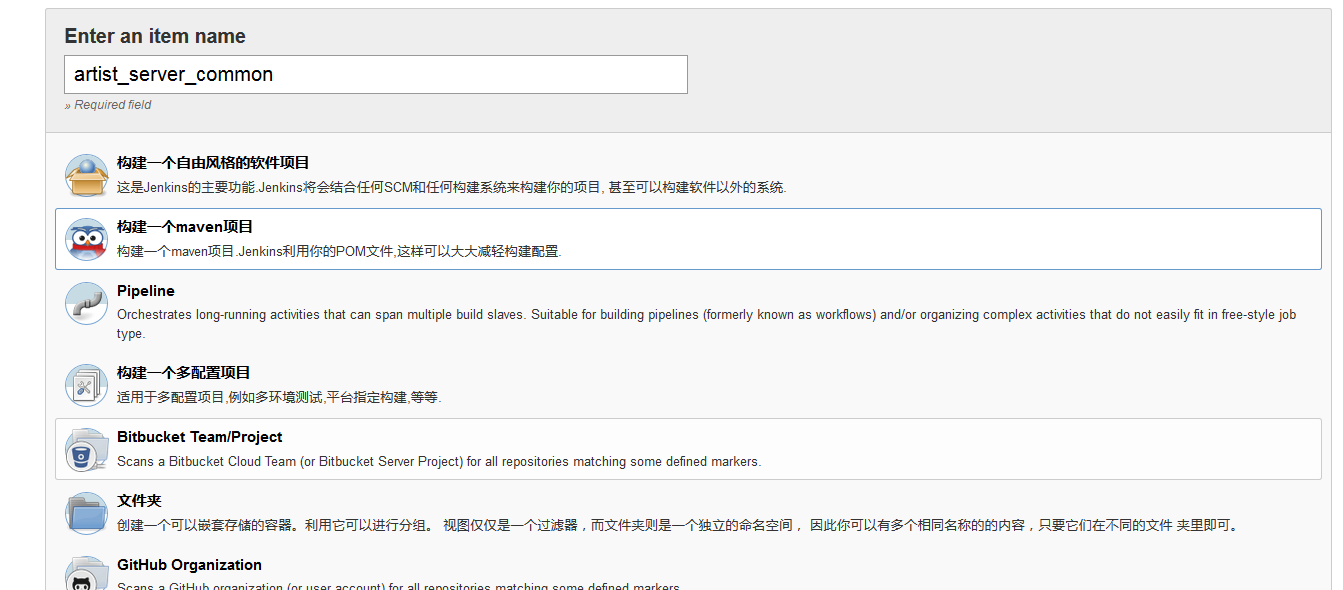 Enter an item name
artist_server_common
» Required field
构建一个自由风格的软件项目
这是Jenkins的主要功能.Jenkins将会结合任何SCM和任何构建系统来构建你的项目, 甚至可以构建软件以外的系统.
构建一个maven项目
构建一个maven项目.Jenkins利用你的POM文件,这样可以大大减轻构建配置.
Pipeline
Orchestrates long-running activities that can span multiple build slaves. Suitable for building pipelines (formerly known as workflows) and/or organizing complex activities that do not easily fit in free-style job
type.
构建一个多配置项目
适用于多配置项目,例如多环境测试,平台指定构建,等等.
Bitbucket Team/Project
Scans a Bitbucket Cloud Team (or Bitbucket Server Project) for all repositories matching some defined markers.
文件夹
创建一个可以嵌套存储的容器。利用它可以进行分组。 视图仅仅是一个过滤器，而文件夹则是一个独立的命名空间， 因此你可以有多个相同名称的的内容，只要它们在不同的文件 夹里即可。
GitHub Organization
Scans a GitHub organization (or user account) for all repositories matching some defined markers.